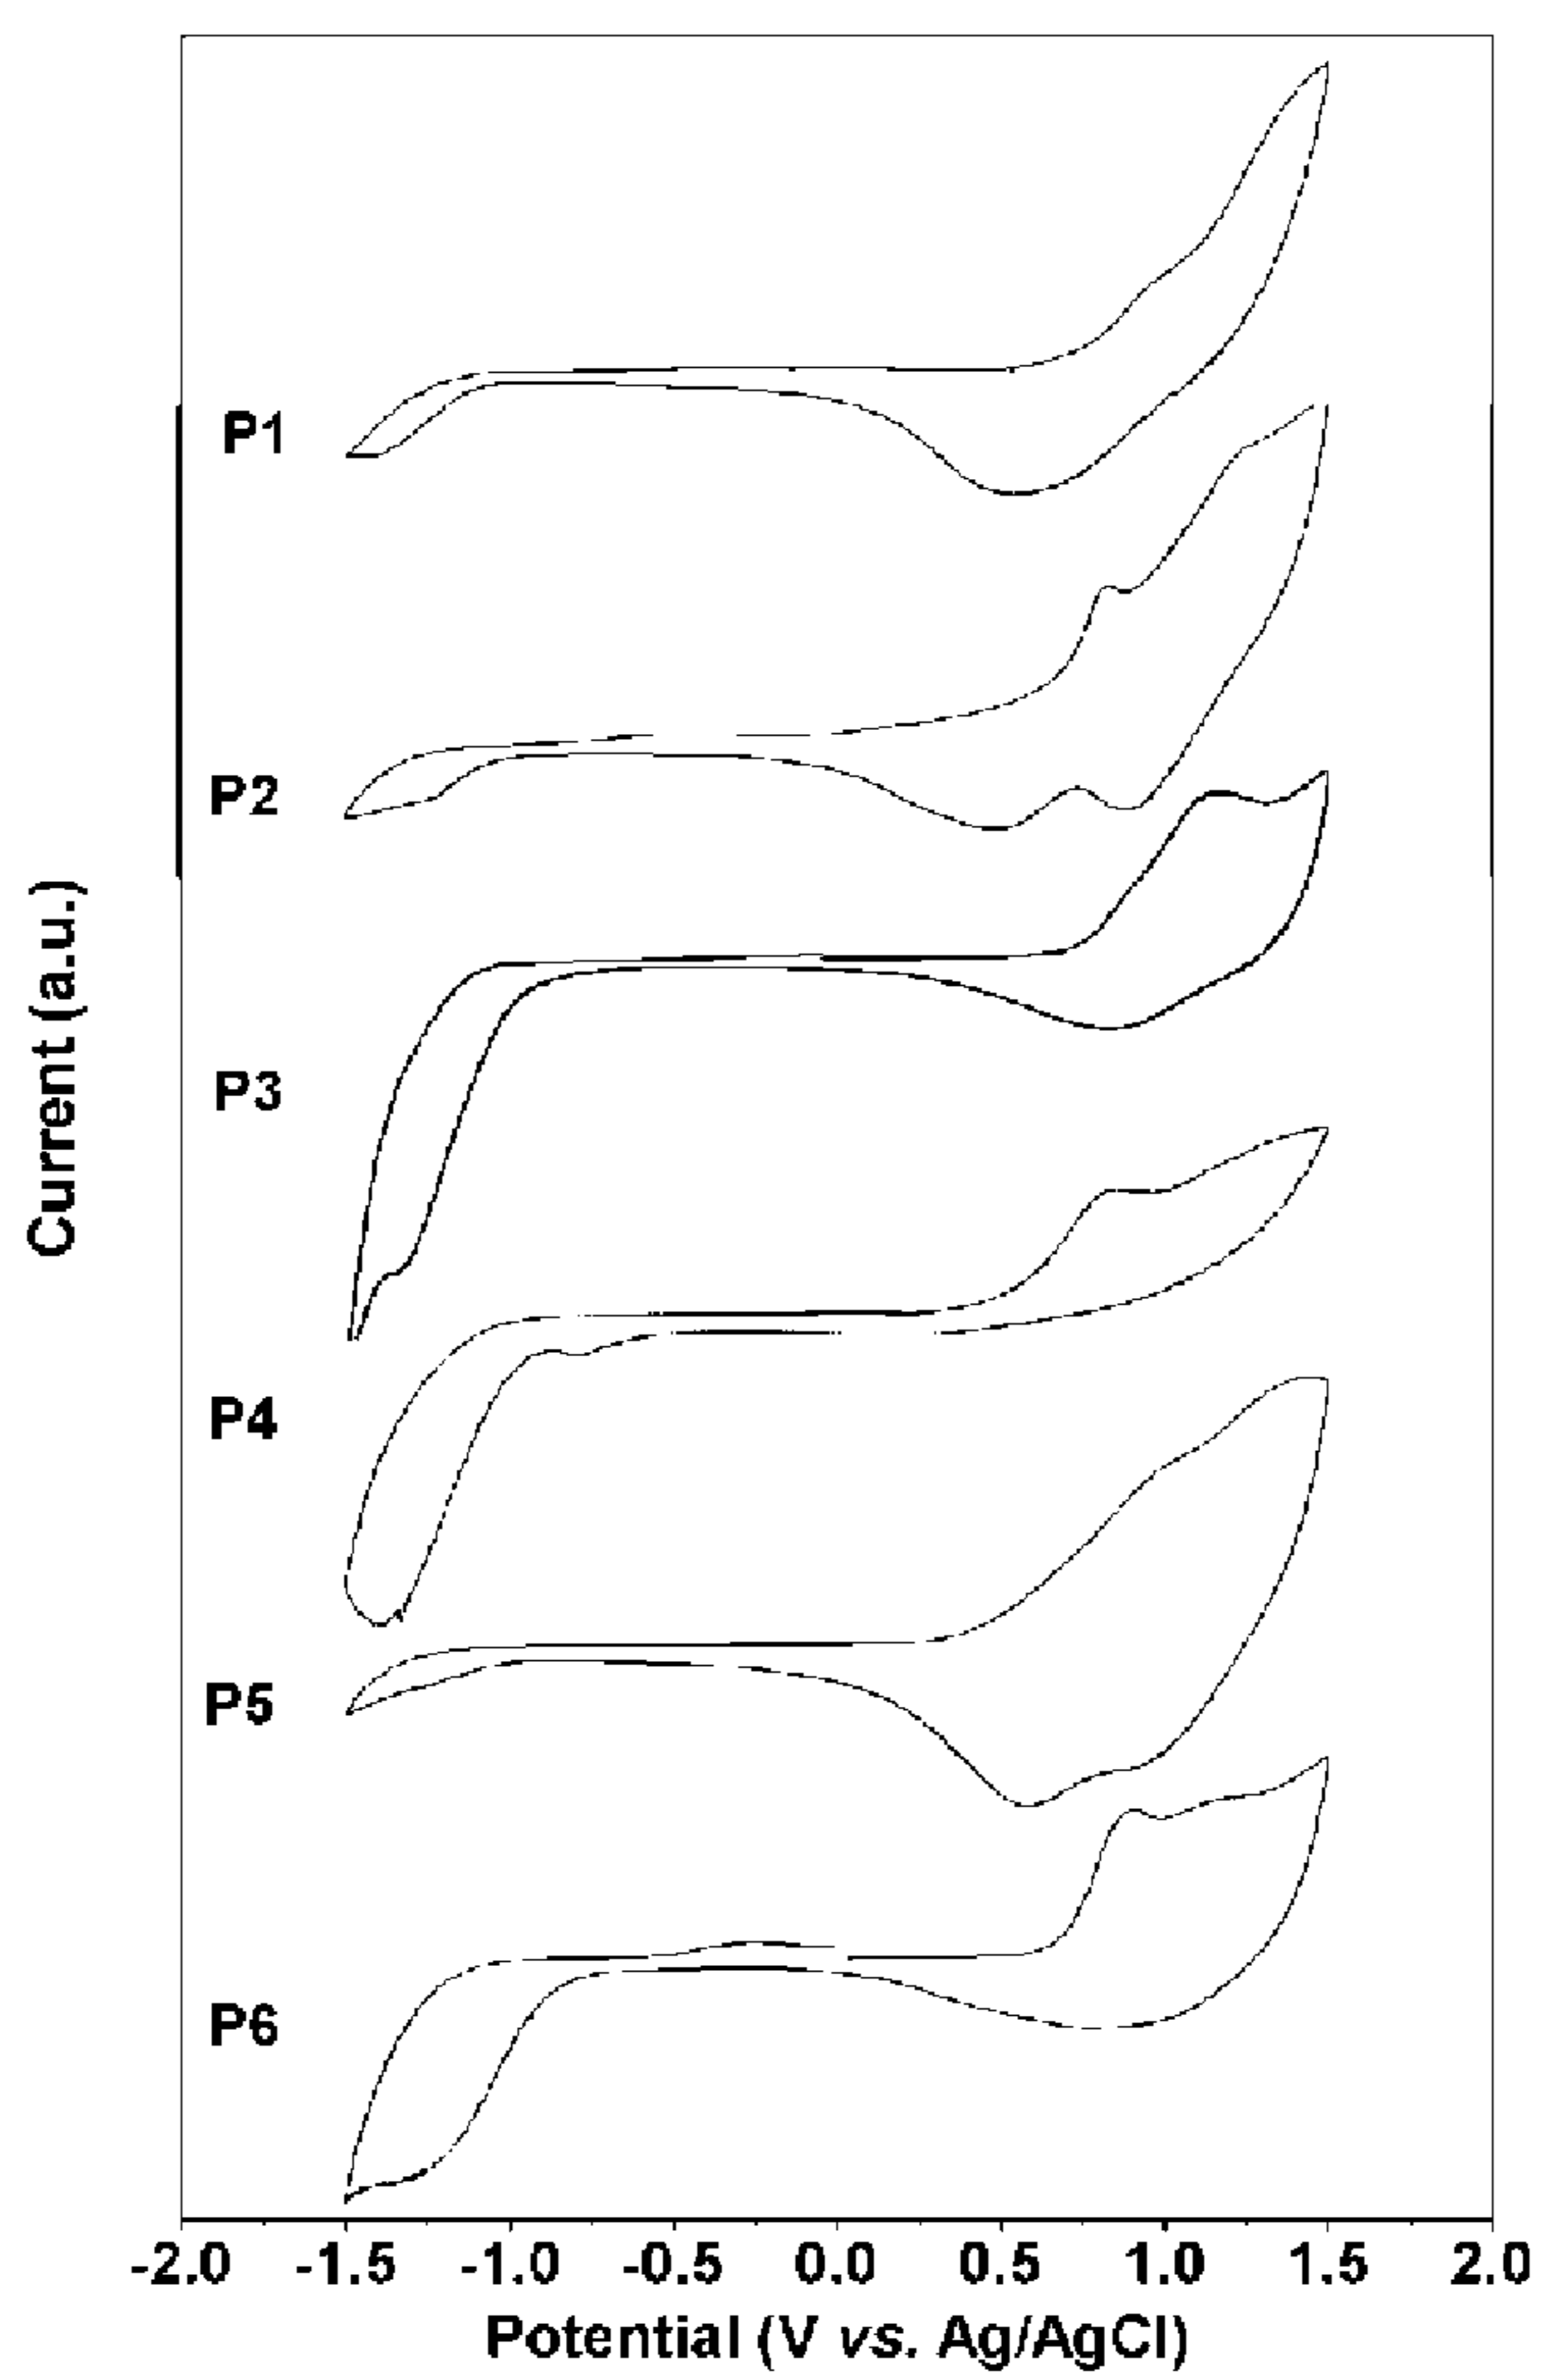 P1
P2
P3
P4
P5
P6
Current (a.u.)
-2.0 -1.5 -1.0 -0.5 0.0 0.5 1.0 1.5 2.0
Potential (V vs. Ag/AgCl)